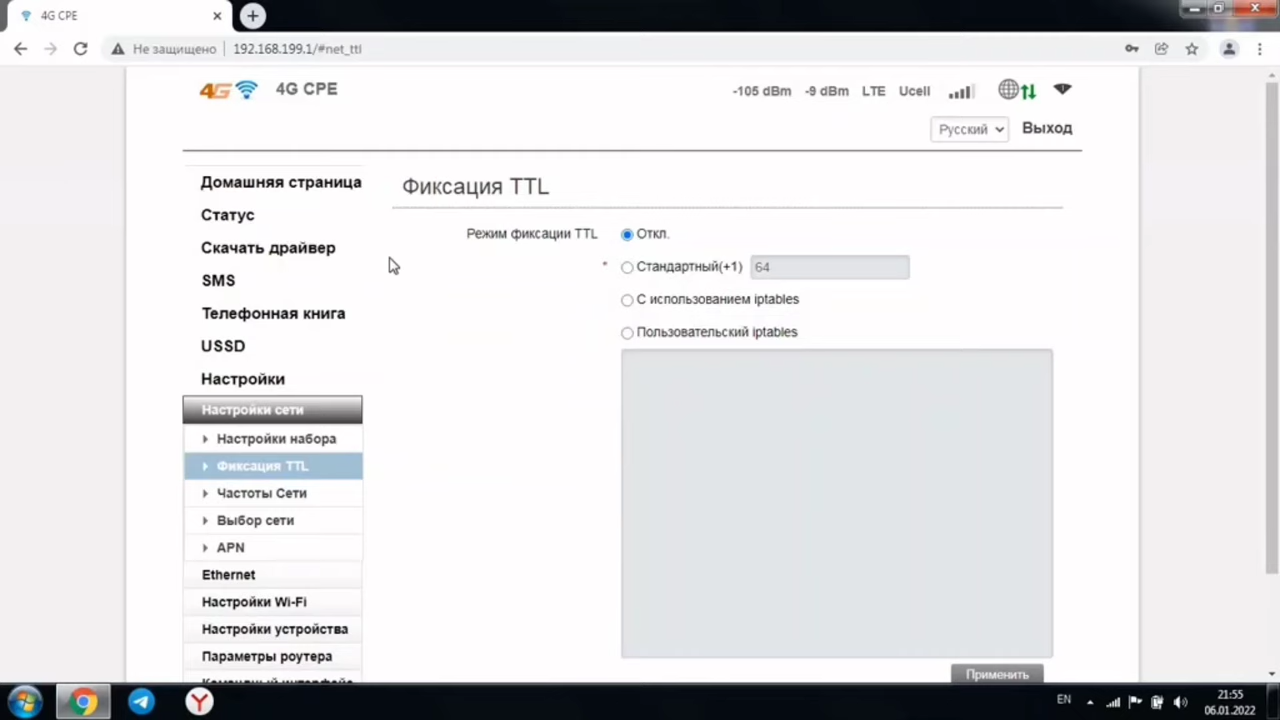 4G CPE
Не защищено
192.168.199.1/#net_ttl
4G
4G CPE
-105 dBm
-9 dBm
LTE
Ucell
Русский
Выход
Домашняя страница
Статус
Скачать драйвер
SMS
Телефонная книга
USSD
Настройки
Настройки сети
Настройки набора
Фиксация TTL
Частоты Сети
Выбор сети
APN
Ethernet
Настройки Wi-Fi
Настройки устройства
Параметры роутера
Фиксация TTL
Режим фиксации TTL
Откл.
* Стандартный(+1) 64
С использованием iptables
Пользовательский iptables
Применить
EN
21:55
06.01.2022